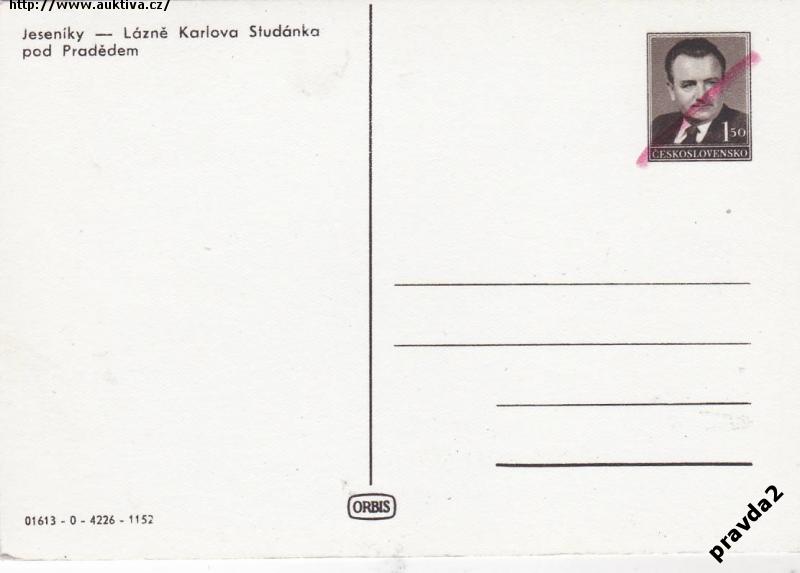 http://www.auktiva.cz/
Jeseníky — Lázně Karlova Studánka
pod Pradědem
1 50
ČESKOSLOVENSKO
ORBIS
01613 - 0 - 4226 - 1152
pravda2